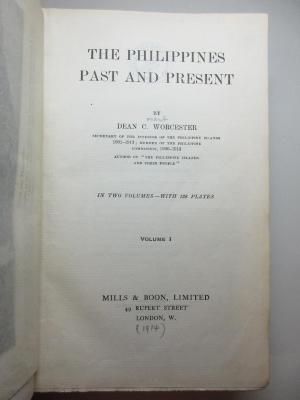 THE PHILIPPINES
PAST AND PRESENT
BY
DEAN C. WORCESTER
SECRETARY OF THE INTERIOR OF THE PHILIPPINE ISLANDS
1901-1913; MEMBER OF THE PHILIPPINE
COMMISSION, 1900-1913
AUTHOR OF "THE PHILIPPINE ISLANDS
AND THEIR PEOPLE"
IN TWO VOLUMES—WITH 128 PLATES
VOLUME I
MILLS & BOON, LIMITED
49 RUPERT STREET
LONDON, W.
(1914)